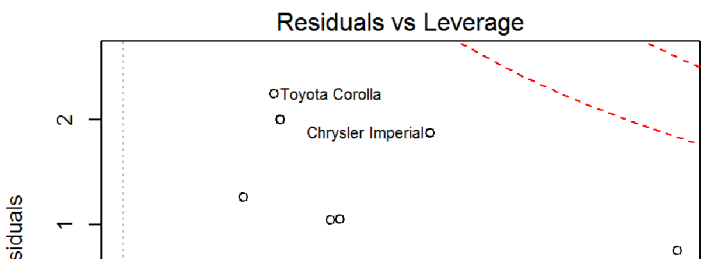 Residuals vs Leverage
Toyota Corolla
2
Chrysler Imperial
1
siduals